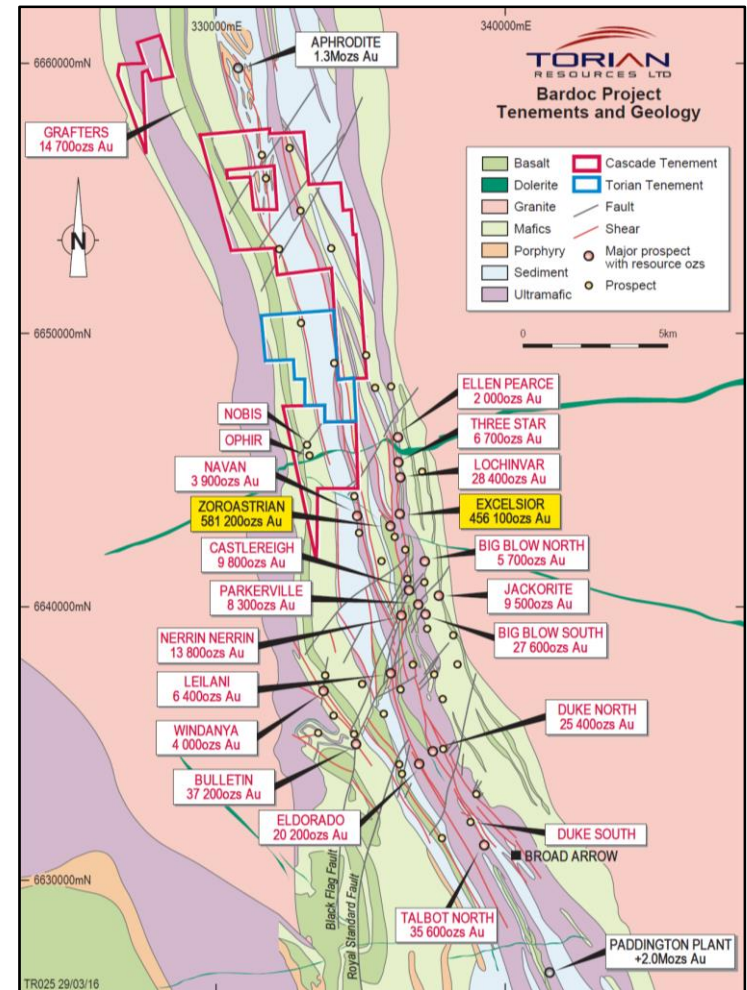 330000mE
340000mE
6660000mN
APHRODITE
1.3Mozs Au
TORIAN
RESOURCES LTD
Bardoc Project
Tenements and Geology
GRAFTERS
14 700ozs Au
Basalt
Dolerite
Granite
Mafics
Porphyry
Sediment
Ultramafic
Cascade Tenement
Torian Tenement
Fault
Shear
Major prospect
with resource ozs
Prospect
N
0
5km
6650000mN
ELLEN PEARCE
2 000ozs Au
NOBIS
THREE STAR
6 700ozs Au
OPHIR
NAVAN
3 900ozs Au
LOCHINVAR
28 400ozs Au
ZOROASTRIAN
581 200ozs Au
EXCELSIOR
456 100ozs Au
CASTLEREIGH
9 800ozs Au
BIG BLOW NORTH
5 700ozs Au
PARKERVILLE
8 300ozs Au
JACKORITE
9 500ozs Au
6640000mN
NERRIN NERRIN
13 800ozs Au
BIG BLOW SOUTH
27 600ozs Au
LEILANI
6 400ozs Au
DUKE NORTH
25 400ozs Au
WINDANYA
4 000ozs Au
BULLETIN
37 200ozs Au
ELDORADO
20 200ozs Au
DUKE SOUTH
BROAD ARROW
6630000mN
Black Flag Fault
Royal Standard Fault
TALBOT NORTH
35 600ozs Au
PADDINGTON PLANT
+2.0Mozs Au
TR025 29/03/16